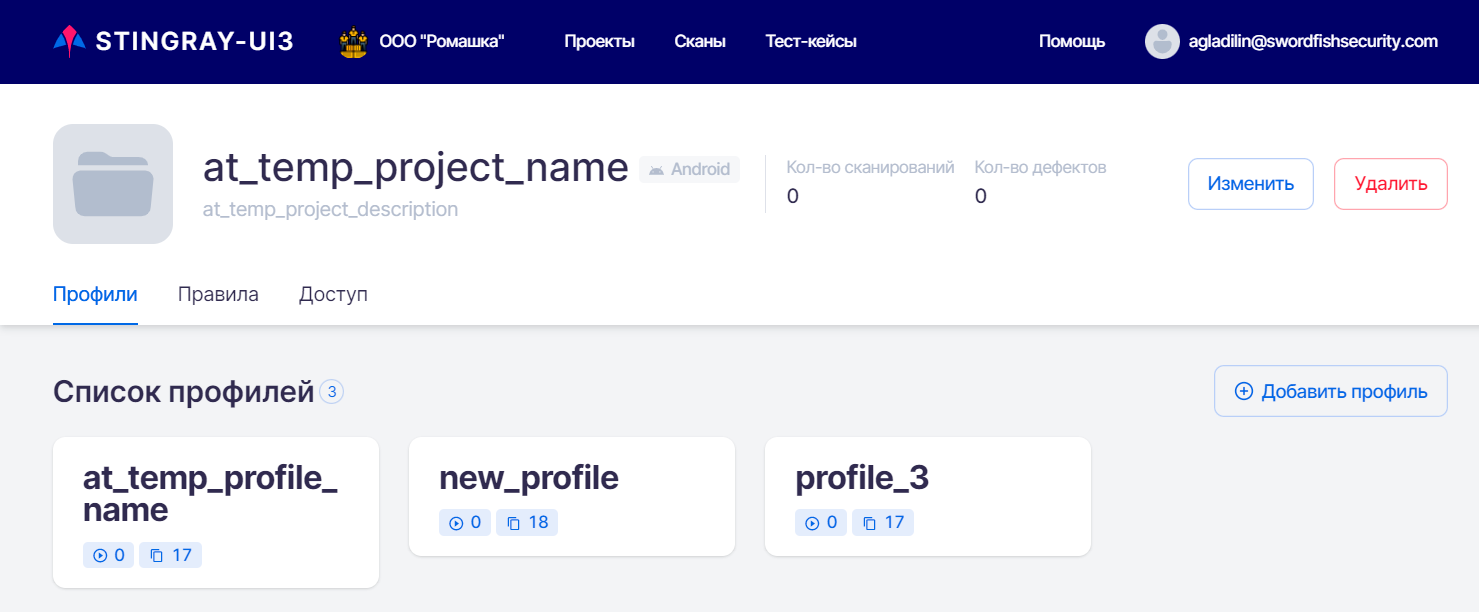 STINGRAY-UI3 ООО "Ромашка" Проекты Сканы Тест-кейсы Помощь agladilin@swordfishsecurity.com
at_temp_project_name Android
at_temp_project_description
Кол-во сканирований Кол-во дефектов
0 0
Изменить Удалить
Профили Правила Доступ
Список профилей 3 Добавить профиль
at_temp_profile_
name
0 17
new_profile
0 18
profile_3
0 17